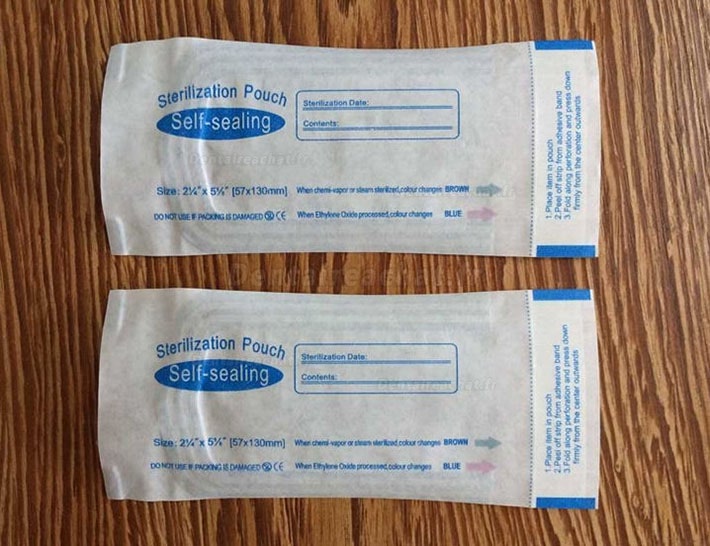 Sterilization Pouch
Self-sealing
Sterilization Date:
Contents:
Size: 2¼" x 5¼" [57x130mm]
When chemi-vapor or steam sterilized,colour changes BROWN
DO NOT USE IF PACKING IS DAMAGED CE
When Ethylene Oxide processed,colour changes BLUE
1. Place item in pouch
2. Peel off strip from adhesive band
3. Fold along perforation and press down
firmly from the center outwards
Dentalreachat.fr
Sterilization Pouch
Self-sealing
Sterilization Date:
Contents:
Size: 2¼" x 5¼" [57x130mm]
When chemi-vapor or steam sterilized,colour changes BROWN
DO NOT USE IF PACKING IS DAMAGED CE
When Ethylene Oxide processed,colour changes BLUE
1. Place item in pouch
2. Peel off strip from adhesive band
3. Fold along perforation and press down
firmly from the center outwards